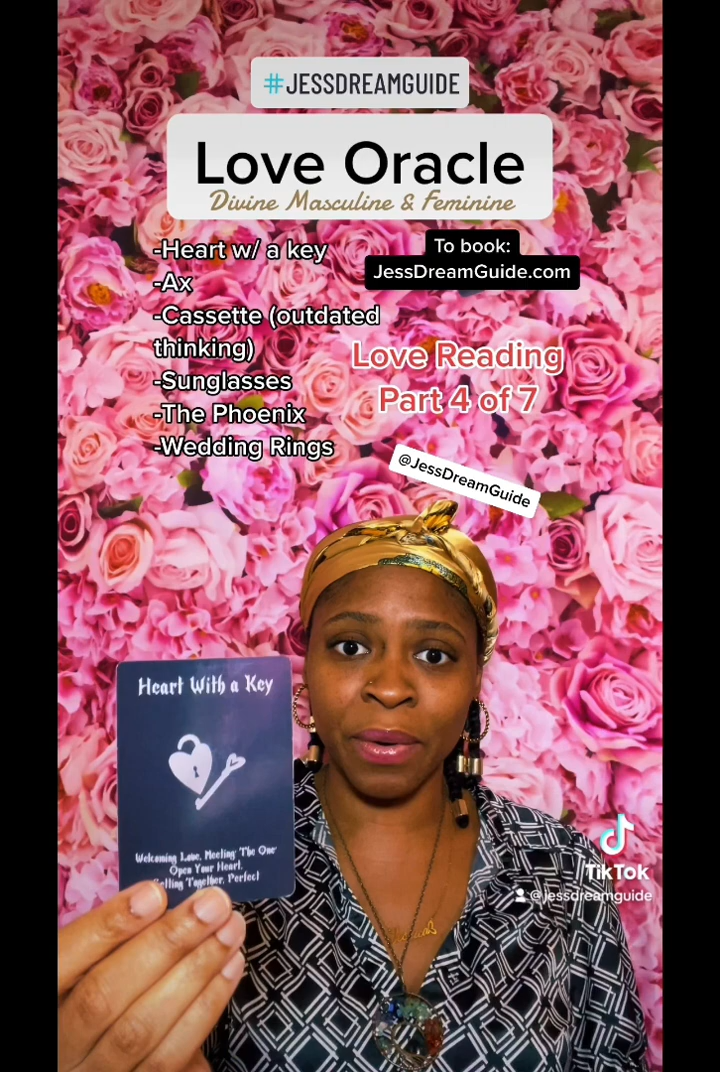 #JESSDREAMGUIDE
Love Oracle
Divine Masculine & Feminine
-Heart w/ a key
-Ax
-Cassette (outdated
thinking)
-Sunglasses
-The Phoenix
-Wedding Rings
To booK:
JessDreamGuide.com
Love Reading
Part 4 of 7
@JessDreamGuide
Heart With a Key
Welcoming Love, Meeting The One
Open Your Heart,
Getting Together, Perfect
TikTok
@jessdreamguide